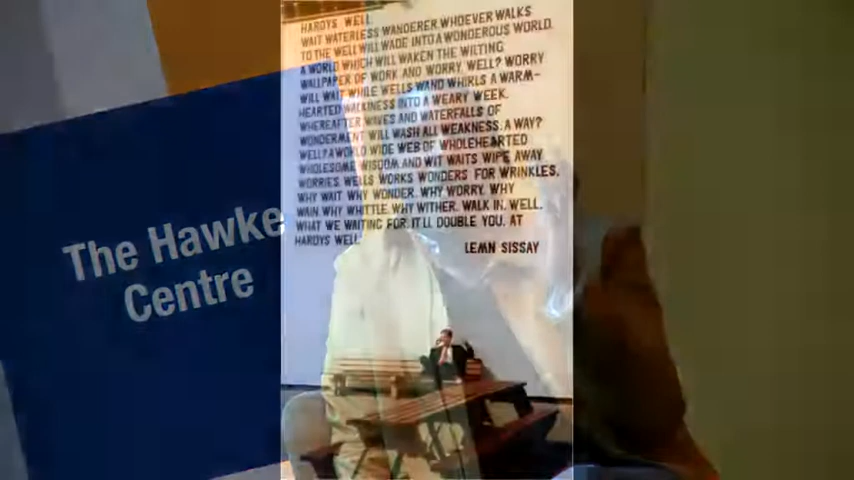 HARDYS WELL.
WAIT WATERLESS WANDERER WHOEVER WALKS
TO THE WELL WILL WADE INTO A WONDEROUS WORLD.
A WORLD WHICH WILL WAKEN THE WILTING
WALLPAPER OF WORK AND WORRY WELL? WORRY
WILL WAIT WHILE WELLS WAND WHIRLS A WARM-
HEARTED WALKINESS INTO A WEARY WEEK.
WHEREAFTER WAVES AND WATERFALLS OF
WONDERMENT WILL WASH ALL WEAKNESS. A WAY?
WELL? A WORLD WIDE WEB OF WHOLEHEARTED
WHOLESOME WISDOM AND WIT WAITS WIPE AWAY
WORRIES. WELLS WORKS WONDERS FOR WRINKLES.
WHY WAIT WHY WONDER. WHY WORRY. WHY
WAIN. WHY WHITTLE. WHY WITHER. WALK IN. WELL.
WHAT WE WAITING FOR. IT'LL DOUBLE YOU. AT
HARDYS WELL.
LEMN SISSAY
The Hawke
Centre